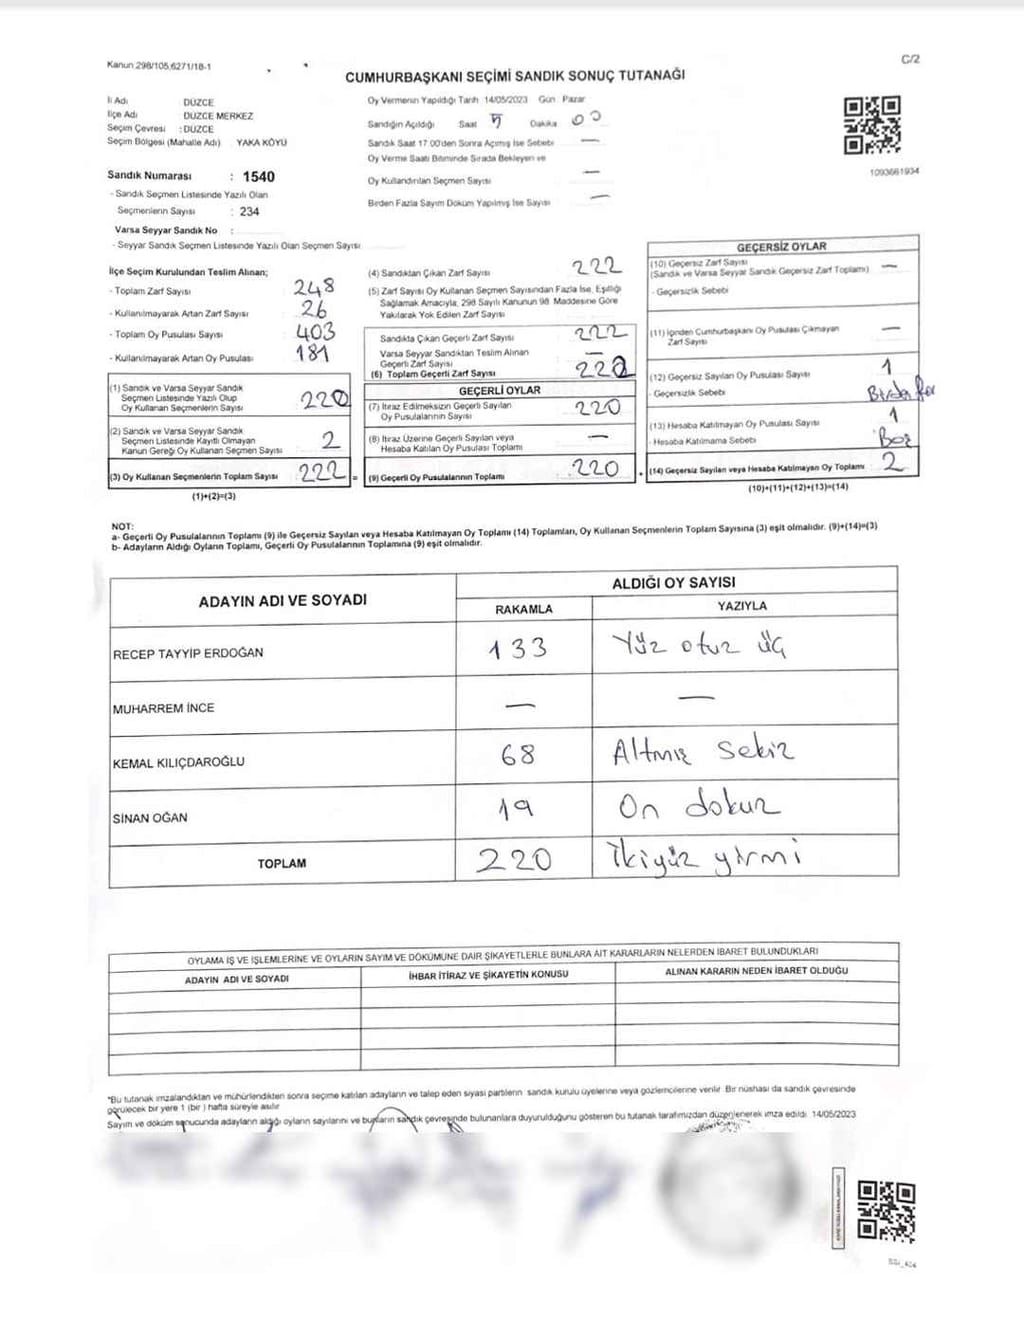 Kanun 298/105,6271/18-1
C/2
CUMHURBAŞKANI SEÇİMİ SANDIK SONUÇ TUTANAĞI
İli Adı DÜZCE
İlçe Adı DÜZCE MERKEZ
Seçim Çevresi : DÜZCE
Seçim Bölgesi (Mahalle Adı) YAKA KÖYÜ
Sandık Numarası : 1540
- Sandık Seçmen Listesinde Yazılı Olan
Seçmenlerin Sayısı : 234
Varsa Seyyar Sandık No :
- Seyyar Sandık Seçmen Listesinde Yazılı Olan Seçmen Sayısı
Oy Vermenin Yapıldığı Tarih 14/05/2023 Gün Pazar
Sandığın Açıldığı Saat Dakika 00
Sandık Saat 17:00'den Sonra Açılmış İse Sebebi —
Oy Verme Saati Bitiminde Sırada Bekleyen ve
Oy Kullandırılan Seçmen Sayısı —
Birden Fazla Sayım Döküm Yapılmış İse Sayısı —
1093661934
İlçe Seçim Kurulundan Teslim Alınan;
- Toplam Zarf Sayısı 248
- Kullanılmayarak Artan Zarf Sayısı 26
- Toplam Oy Pusulası Sayısı 403
- Kullanılmayarak Artan Oy Pusulası 181
(1) Sandık ve Varsa Seyyar Sandık
Seçmen Listesinde Yazılı Olup
Oy Kullanan Seçmenlerin Sayısı 220
(2) Sandık ve Varsa Seyyar Sandık
Seçmen Listesinde Kayıtlı Olmayan
Kanun Gereği Oy Kullanan Seçmen Sayısı 2
(3) Oy Kullanan Seçmenlerin Toplam Sayısı 222 =
(1)+(2)=(3)
(4) Sandıktan Çıkan Zarf Sayısı 222
(5) Zarf Sayısı Oy Kullanan Seçmen Sayısından Fazla İse, Eşitliği
Sağlamak Amacıyla, 298 Sayılı Kanunun 98 Maddesine Göre
Yakılarak Yok Edilen Zarf Sayısı
Sandıkta Çıkan Geçerli Zarf Sayısı 222
Varsa Seyyar Sandıktan Teslim Alınan
Geçerli Zarf Sayısı —
(6) Toplam Geçerli Zarf Sayısı 222
GEÇERLİ OYLAR
(7) İtiraz Edilmeksizin Geçerli Sayılan
Oy Pusulalarının Sayısı 220
(8) İtiraz Üzerine Geçerli Sayılan veya
Hesaba Katılan Oy Pusulası Toplamı —
(9) Geçerli Oy Pusulalarının Toplamı 220 +
GEÇERSİZ OYLAR
(10) Geçersiz Zarf Sayısı
(Sandık ve Varsa Seyyar Sandık Geçersiz Zarf Toplamı) —
- Geçersizlik Sebebi
(11) İçinden Cumhurbaşkanı Oy Pusulası Çıkmayan
Zarf Sayısı —
(12) Geçersiz Sayılan Oy Pusulası Sayısı 1
- Geçersizlik Sebebi
(13) Hesaba Katılmayan Oy Pusulası Sayısı 1
- Hesaba Katılmama Sebebi Boş
(14) Geçersiz Sayılan veya Hesaba Katılmayan Oy Toplamı 2
(10)+(11)+(12)+(13)=(14)
NOT:
a- Geçerli Oy Pusulalarının Toplamı (9) ile Geçersiz Sayılan veya Hesaba Katılmayan Oy Toplamı (14) Toplamları, Oy Kullanan Seçmenlerin Toplam Sayısına (3) eşit olmalıdır. (9)+(14)=(3)
b- Adayların Aldığı Oyların Toplamı, Geçerli Oy Pusulalarının Toplamına (9) eşit olmalıdır.
ADAYIN ADI VE SOYADI ALDIĞI OY SAYISI
RAKAMLA YAZIYLA
RECEP TAYYİP ERDOĞAN 133 Yüz otuz üç
MUHARREM İNCE — —
KEMAL KILIÇDAROĞLU 68 Altmış Sekiz
SİNAN OĞAN 19 On dokuz
TOPLAM 220 İkiyüz yirmi
OYLAMA İŞ VE İŞLEMLERİNE VE OYLARIN SAYIM VE DÖKÜMÜNE DAİR ŞİKAYETLERLE BUNLARA AİT KARARLARIN NELERDEN İBARET BULUNDUKLARI
ADAYIN ADI VE SOYADI İHBAR İTİRAZ VE ŞİKAYETİN KONUSU ALINAN KARARIN NEDEN İBARET OLDUĞU
*Bu tutanak imzalandıktan ve mühürlendikten sonra seçime katılan adayların ve talep eden siyasi partilerin sandık kurulu üyelerine veya gözlemcilerine verilir. Bir nüshası da sandık çevresinde
görülecek bir yere 1 (bir) hafta süreyle asılır
Sayım ve döküm sonucunda adayların aldığı oyların sayılarını ve bunların sandık çevresinde bulunanlara duyurulduğunu gösteren bu tutanak tarafımızdan düzenlenerek imza edildi 14/05/2023